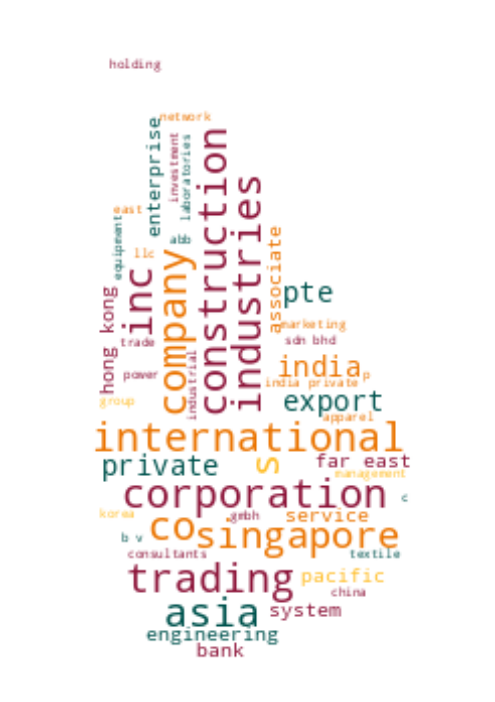 holding
network
enterprise
investment
laboratories
construction
industries
east
equipment
abb
llc
inc
company
associate
hong kong
pte
marketing
trade
sdn bhd
industrial
power
india
india private
p
group
export
apparel
international
private
s
far east
management
corporation
c
korea
gmbh
service
co
singapore
b v
consultants
textile
trading
pacific
china
asia
system
engineering
bank